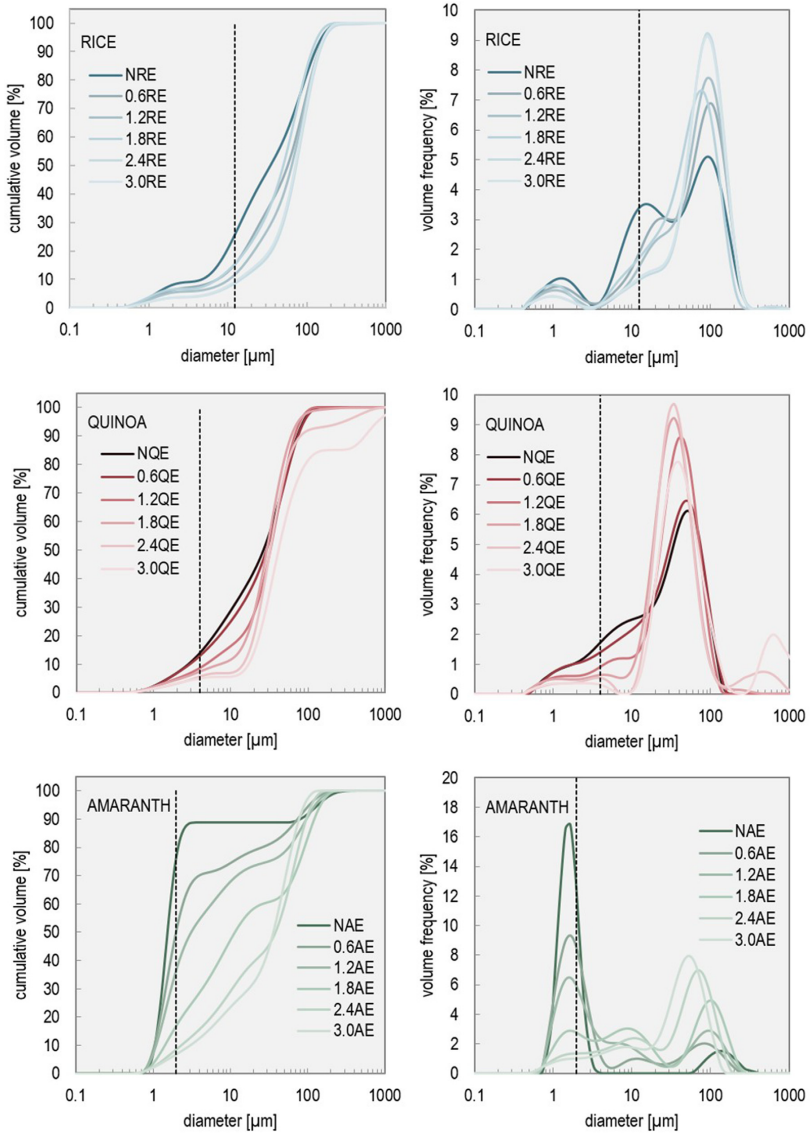 100
90
80
70
60
50
40
30
20
10
0
cumulative volume [%]
RICE
NRE
0.6RE
1.2RE
1.8RE
2.4RE
3.0RE
0.1 1 10 100 1000
diameter [µm]
10
9
8
7
6
5
4
3
2
1
0
volume frequency [%]
RICE
NRE
0.6RE
1.2RE
1.8RE
2.4RE
3.0RE
0.1 1 10 100 1000
diameter [µm]
100
90
80
70
60
50
40
30
20
10
0
cumulative volume [%]
QUINOA
NQE
0.6QE
1.2QE
1.8QE
2.4QE
3.0QE
0.1 1 10 100 1000
diameter [µm]
10
9
8
7
6
5
4
3
2
1
0
volume frequency [%]
QUINOA
NQE
0.6QE
1.2QE
1.8QE
2.4QE
3.0QE
0.1 1 10 100 1000
diameter [µm]
100
90
80
70
60
50
40
30
20
10
0
cumulative volume [%]
AMARANTH
NAE
0.6AE
1.2AE
1.8AE
2.4AE
3.0AE
0.1 1 10 100 1000
diameter [µm]
20
18
16
14
12
10
8
6
4
2
0
volume frequency [%]
AMARANTH
NAE
0.6AE
1.2AE
1.8AE
2.4AE
3.0AE
0.1 1 10 100 1000
diameter [µm]